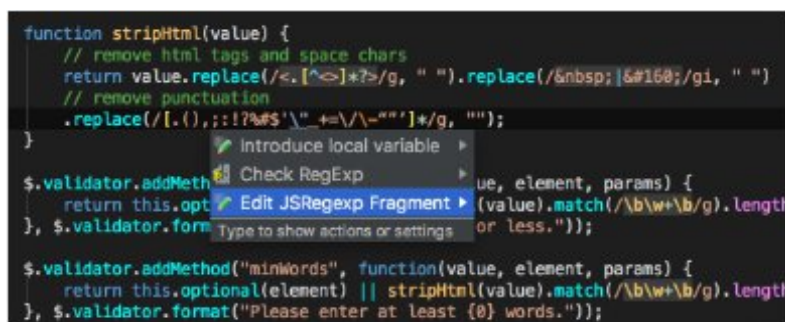 function stripHtml(value) {
// remove html tags and space chars
return value.replace(/<.[^<>]*?>/g, " ").replace(/&nbsp;|&#160;/gi, " ")
// remove punctuation
.replace(/[.(),;:!?%#$'\"_+=\/\-“”’]*/g, "");
}
Introduce local variable
Check RegExp
$.validator.addMeth ue, element, params) {
Edit JSRegexp Fragment
return this.opt (value).match(/\b\w+\b/g).length
}, $.validator.form or less."));
Type to show actions or settings
$.validator.addMethod("minWords", function(value, element, params) {
return this.optional(element) || stripHtml(value).match(/\b\w+\b/g).length
}, $.validator.format("Please enter at least {0} words."));